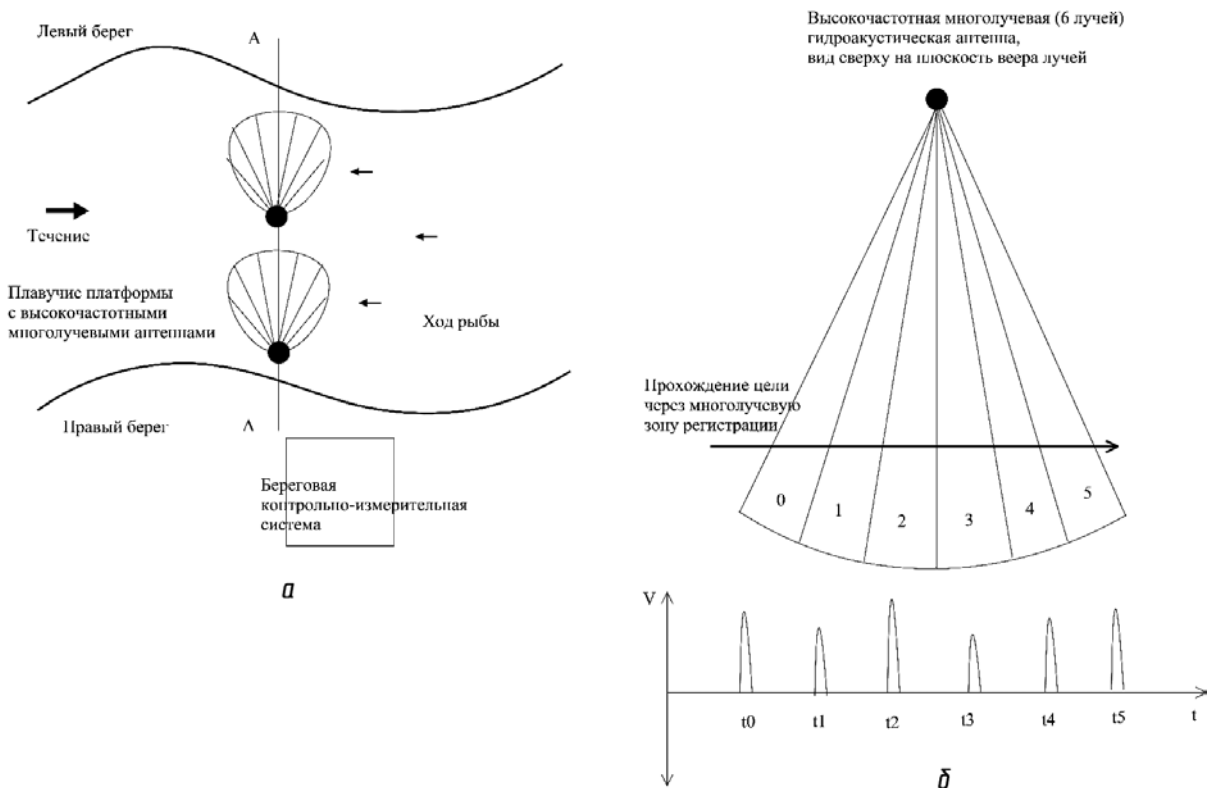 Левый берег
А
Течение
Плавучие платформы
с высокочастотными
многолучевыми антеннами
Ход рыбы
Правый берег
А
Береговая
контрольно-измерительная
система
а
Высокочастотная многолучевая (6 лучей)
гидроакустическая антенна,
вид сверху на плоскость веера лучей
Прохождение цели
через многолучевую
зону регистрации
0
1
2
3
4
5
V
t0
t1
t2
t3
t4
t5
t
б